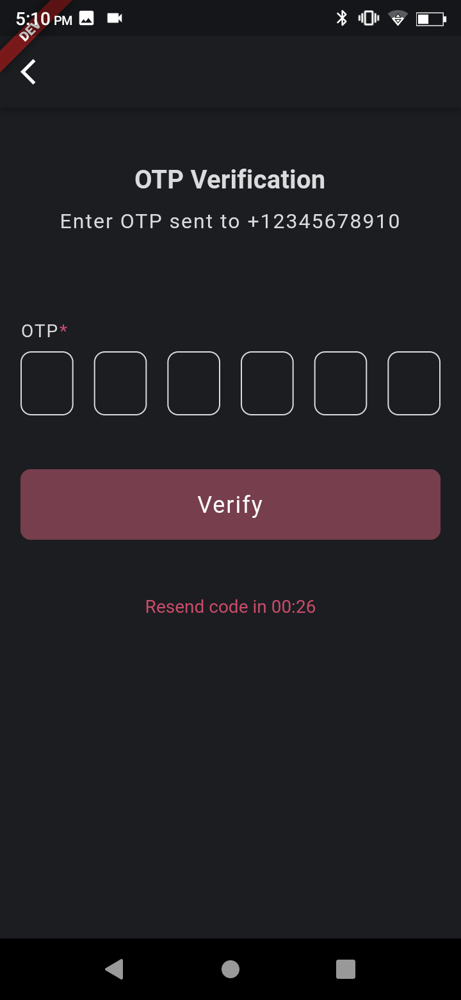 5:10 PM
DEV
OTP Verification
Enter OTP sent to +12345678910
OTP*
Verify
Resend code in 00:26